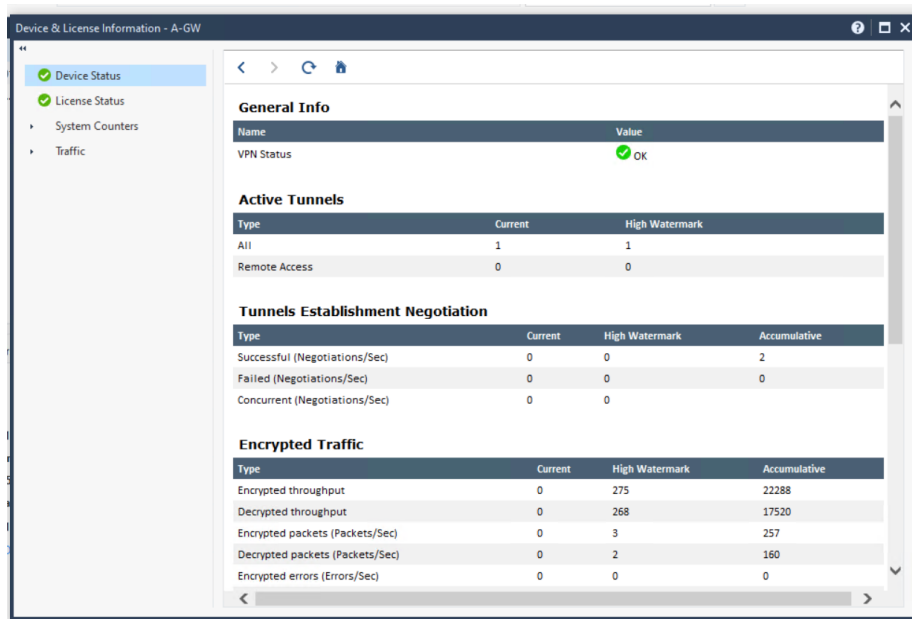 Device & License Information - A-GW
Device Status
License Status
System Counters
Traffic
General Info
Name Value
VPN Status OK
Active Tunnels
Type Current High Watermark
All 1 1
Remote Access 0 0
Tunnels Establishment Negotiation
Type Current High Watermark Accumulative
Successful (Negotiations/Sec) 0 0 2
Failed (Negotiations/Sec) 0 0 0
Concurrent (Negotiations/Sec) 0 0
Encrypted Traffic
Type Current High Watermark Accumulative
Encrypted throughput 0 275 22288
Decrypted throughput 0 268 17520
Encrypted packets (Packets/Sec) 0 3 257
Decrypted packets (Packets/Sec) 0 2 160
Encrypted errors (Errors/Sec) 0 0 0